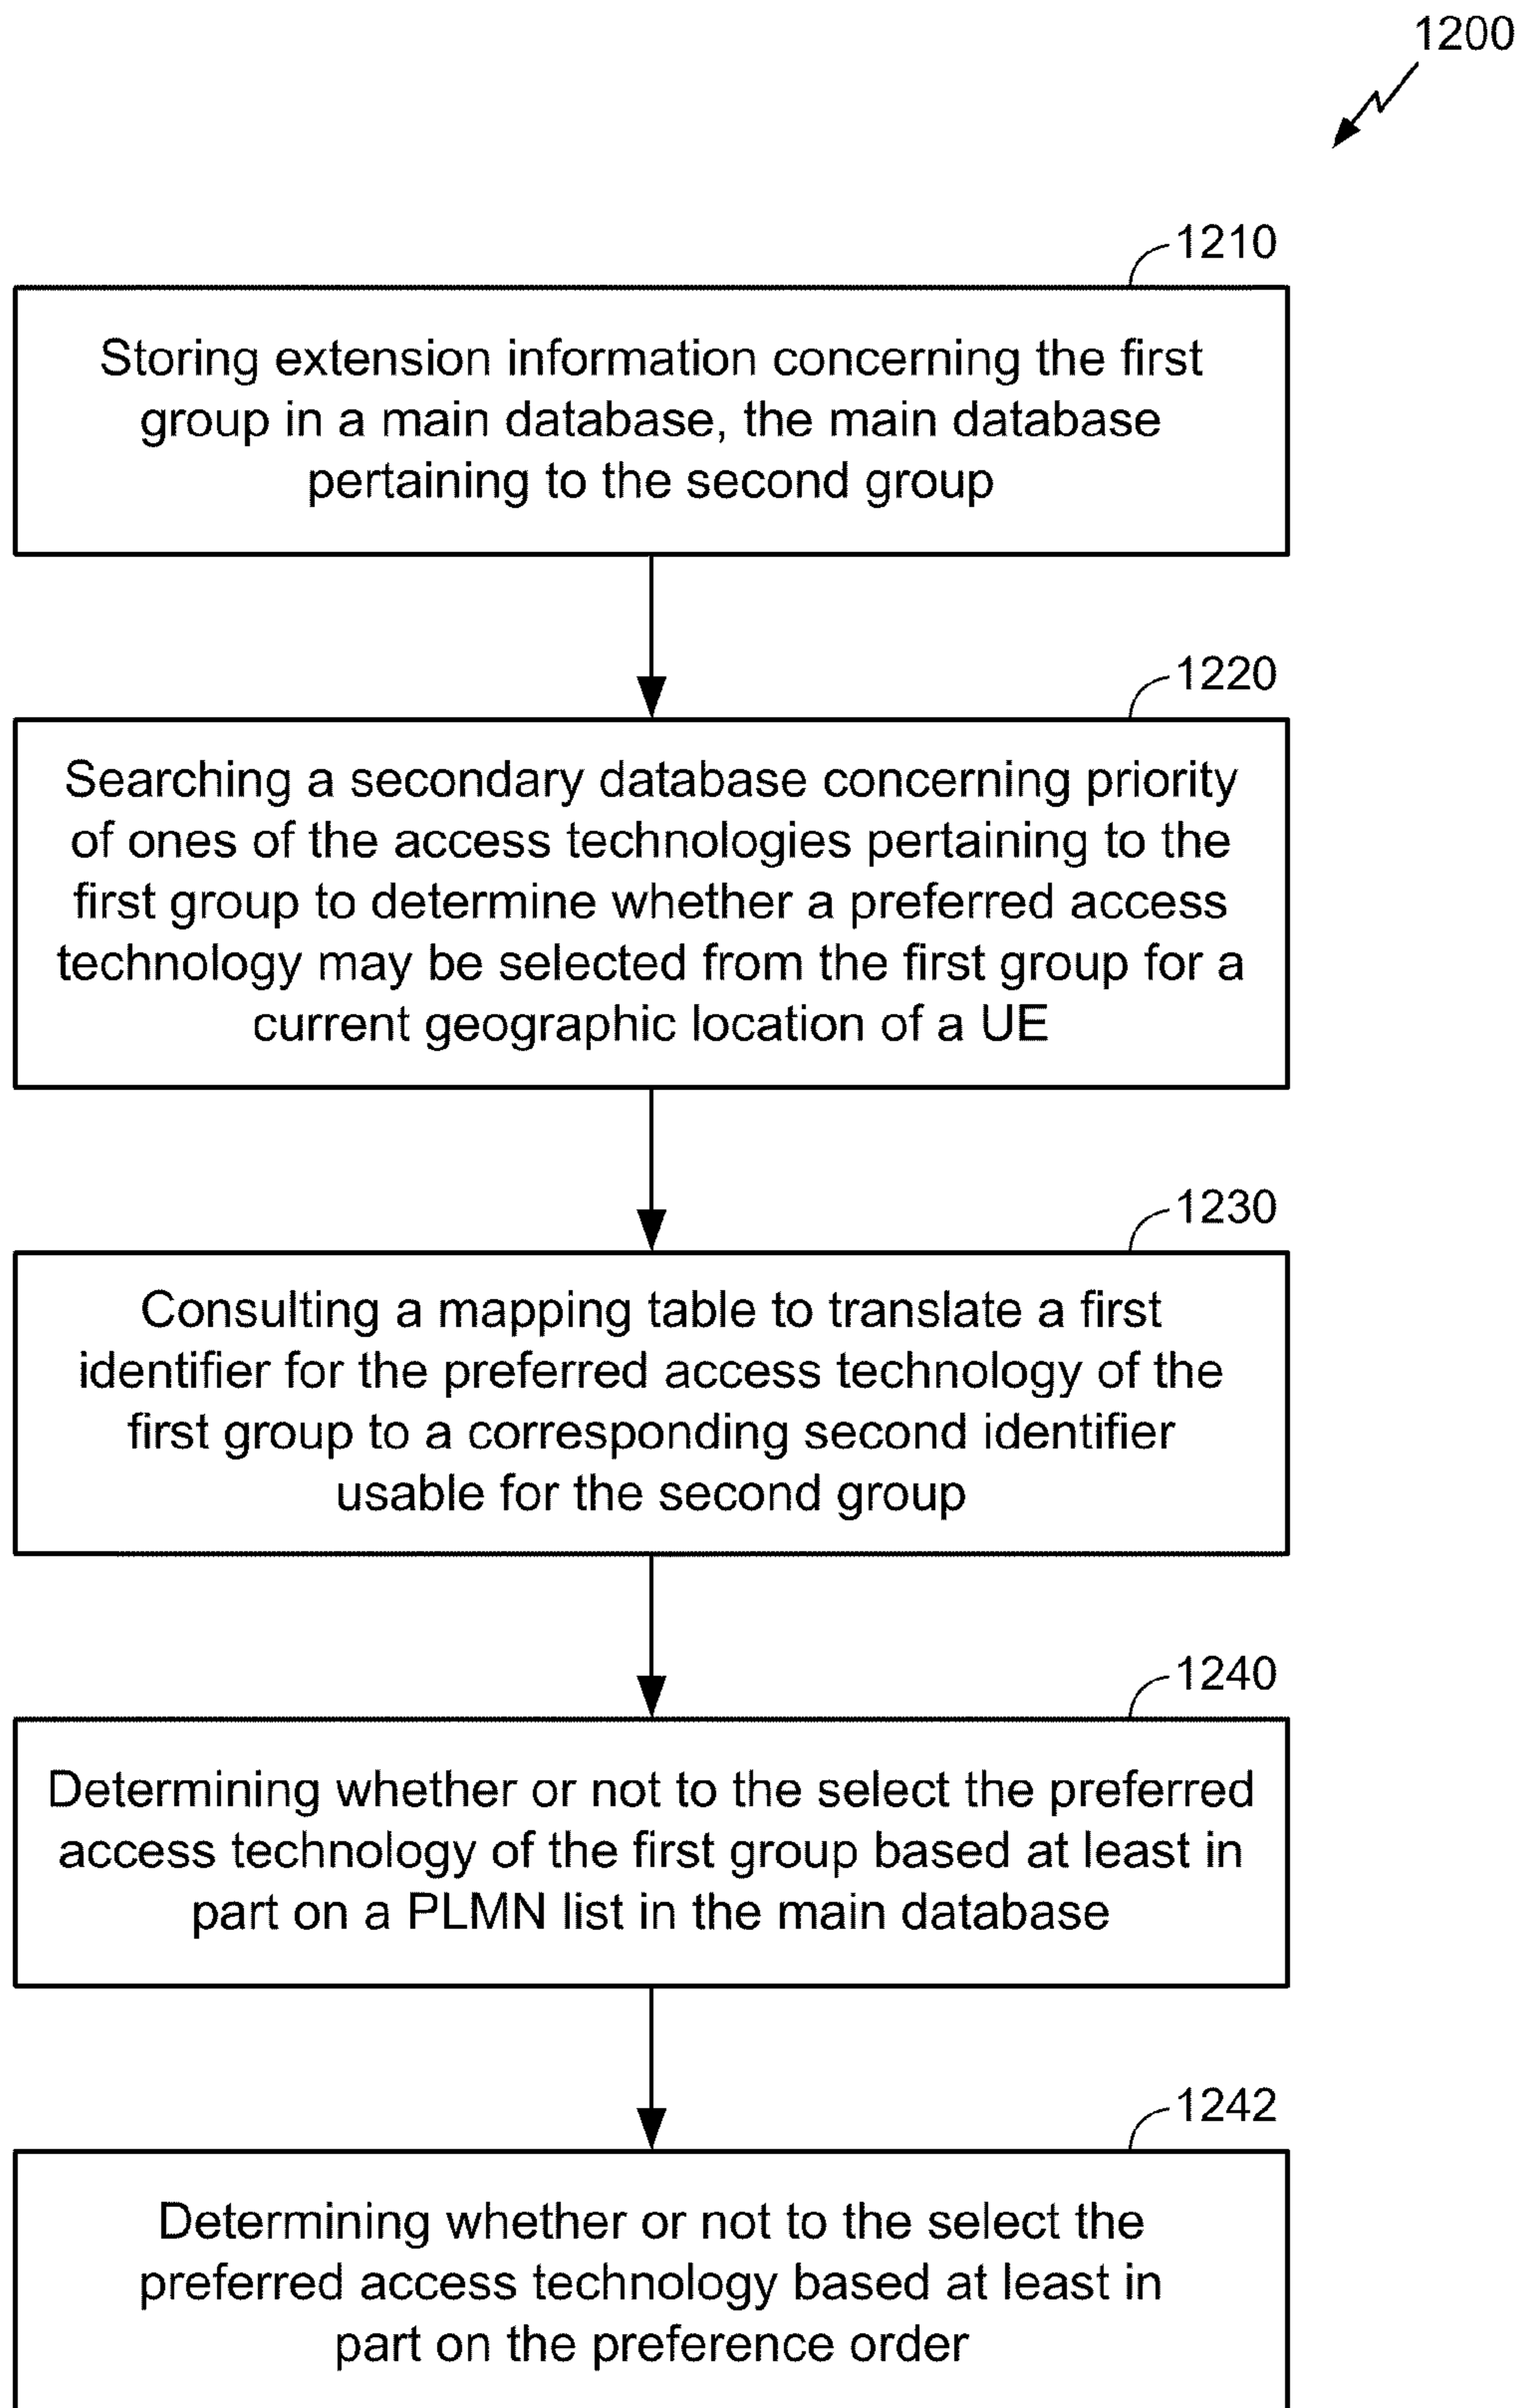 1200
1210
Storing extension information concerning the first
group in a main database, the main database
pertaining to the second group
1220
Searching a secondary database concerning priority
of ones of the access technologies pertaining to the
first group to determine whether a preferred access
technology may be selected from the first group for a
current geographic location of a UE
1230
Consulting a mapping table to translate a first
identifier for the preferred access technology of the
first group to a corresponding second identifier
usable for the second group
1240
Determining whether or not to the select the preferred
access technology of the first group based at least in
part on a PLMN list in the main database
1242
Determining whether or not to the select the
preferred access technology based at least in
part on the preference order